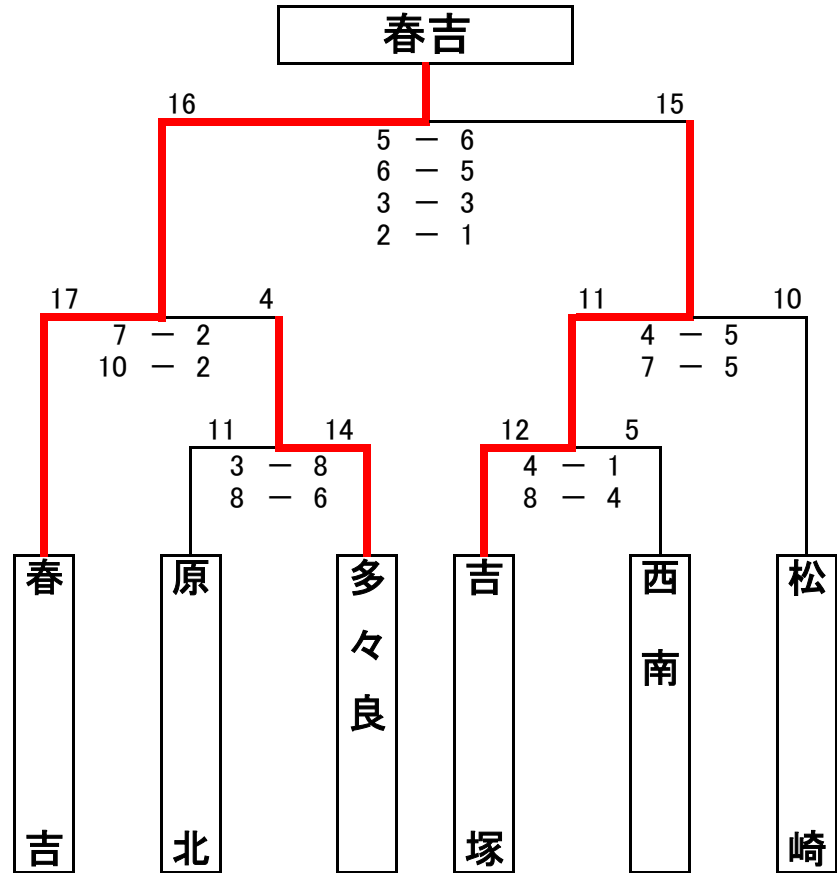 春吉
16 15
5 － 6
6 － 5
3 － 3
2 － 1
17 4 11 10
7 － 2 4 － 5
10 － 2 7 － 5
11 14 12 5
3 － 8 4 － 1
8 － 6 8 － 4
春吉
原北
多々良
吉塚
西南
松崎